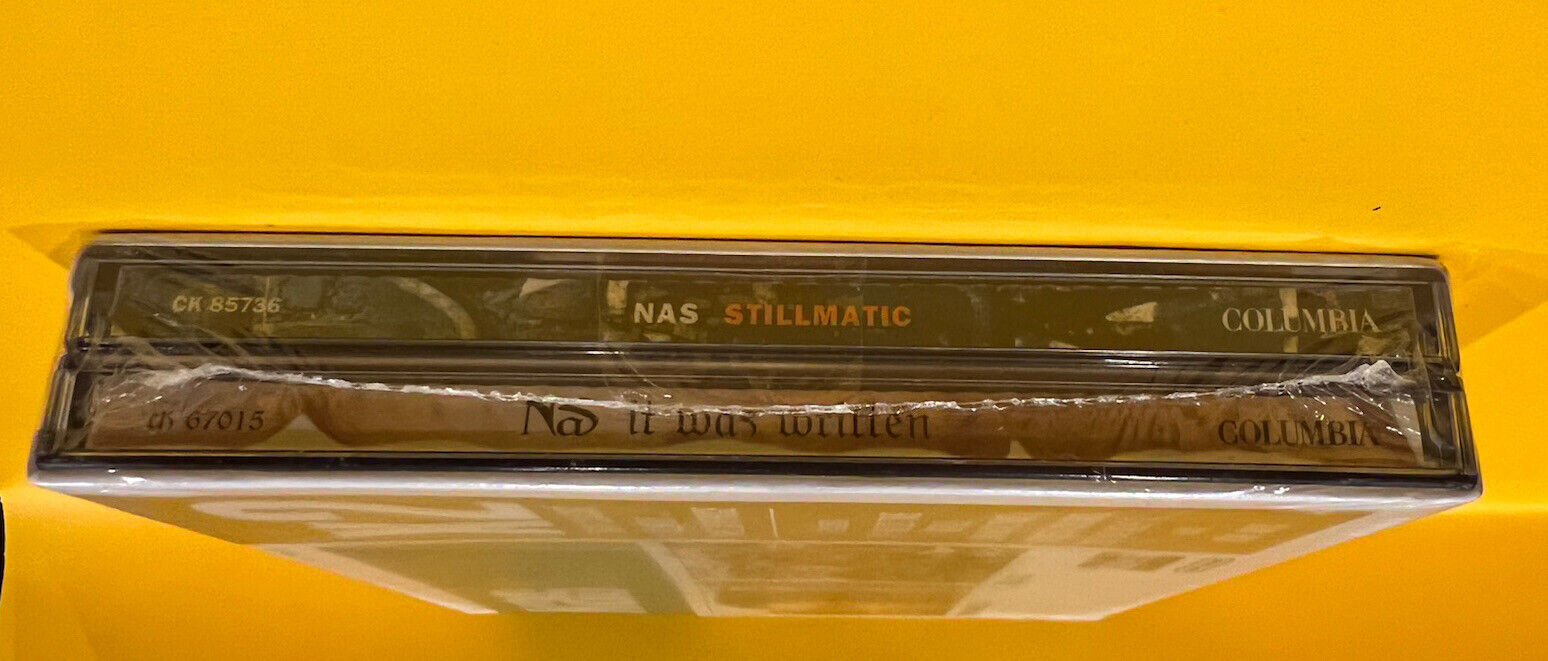 CK 85736 NAS STILLMATIC COLUMBIA
ck 67015 Nas it was written COLUMBIA